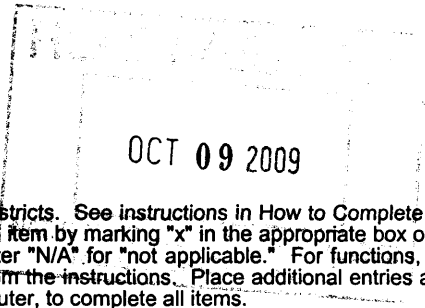 OCT 09 2009
stricts. See instructions in How to Complete
item by marking "x" in the appropriate box o
ter "N/A" for "not applicable." For functions,
m the instructions. Place additional entries a
uter, to complete all items.